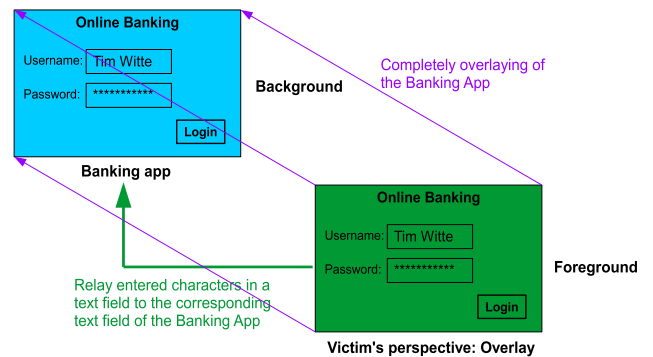 Online Banking
Username: Tim Witte
Password: ***********
Login
Background
Banking app
Completely overlaying of
the Banking App
Online Banking
Username: Tim Witte
Password: ***********
Login
Foreground
Relay entered characters in a
text field to the corresponding
text field of the Banking App
Victim's perspective: Overlay